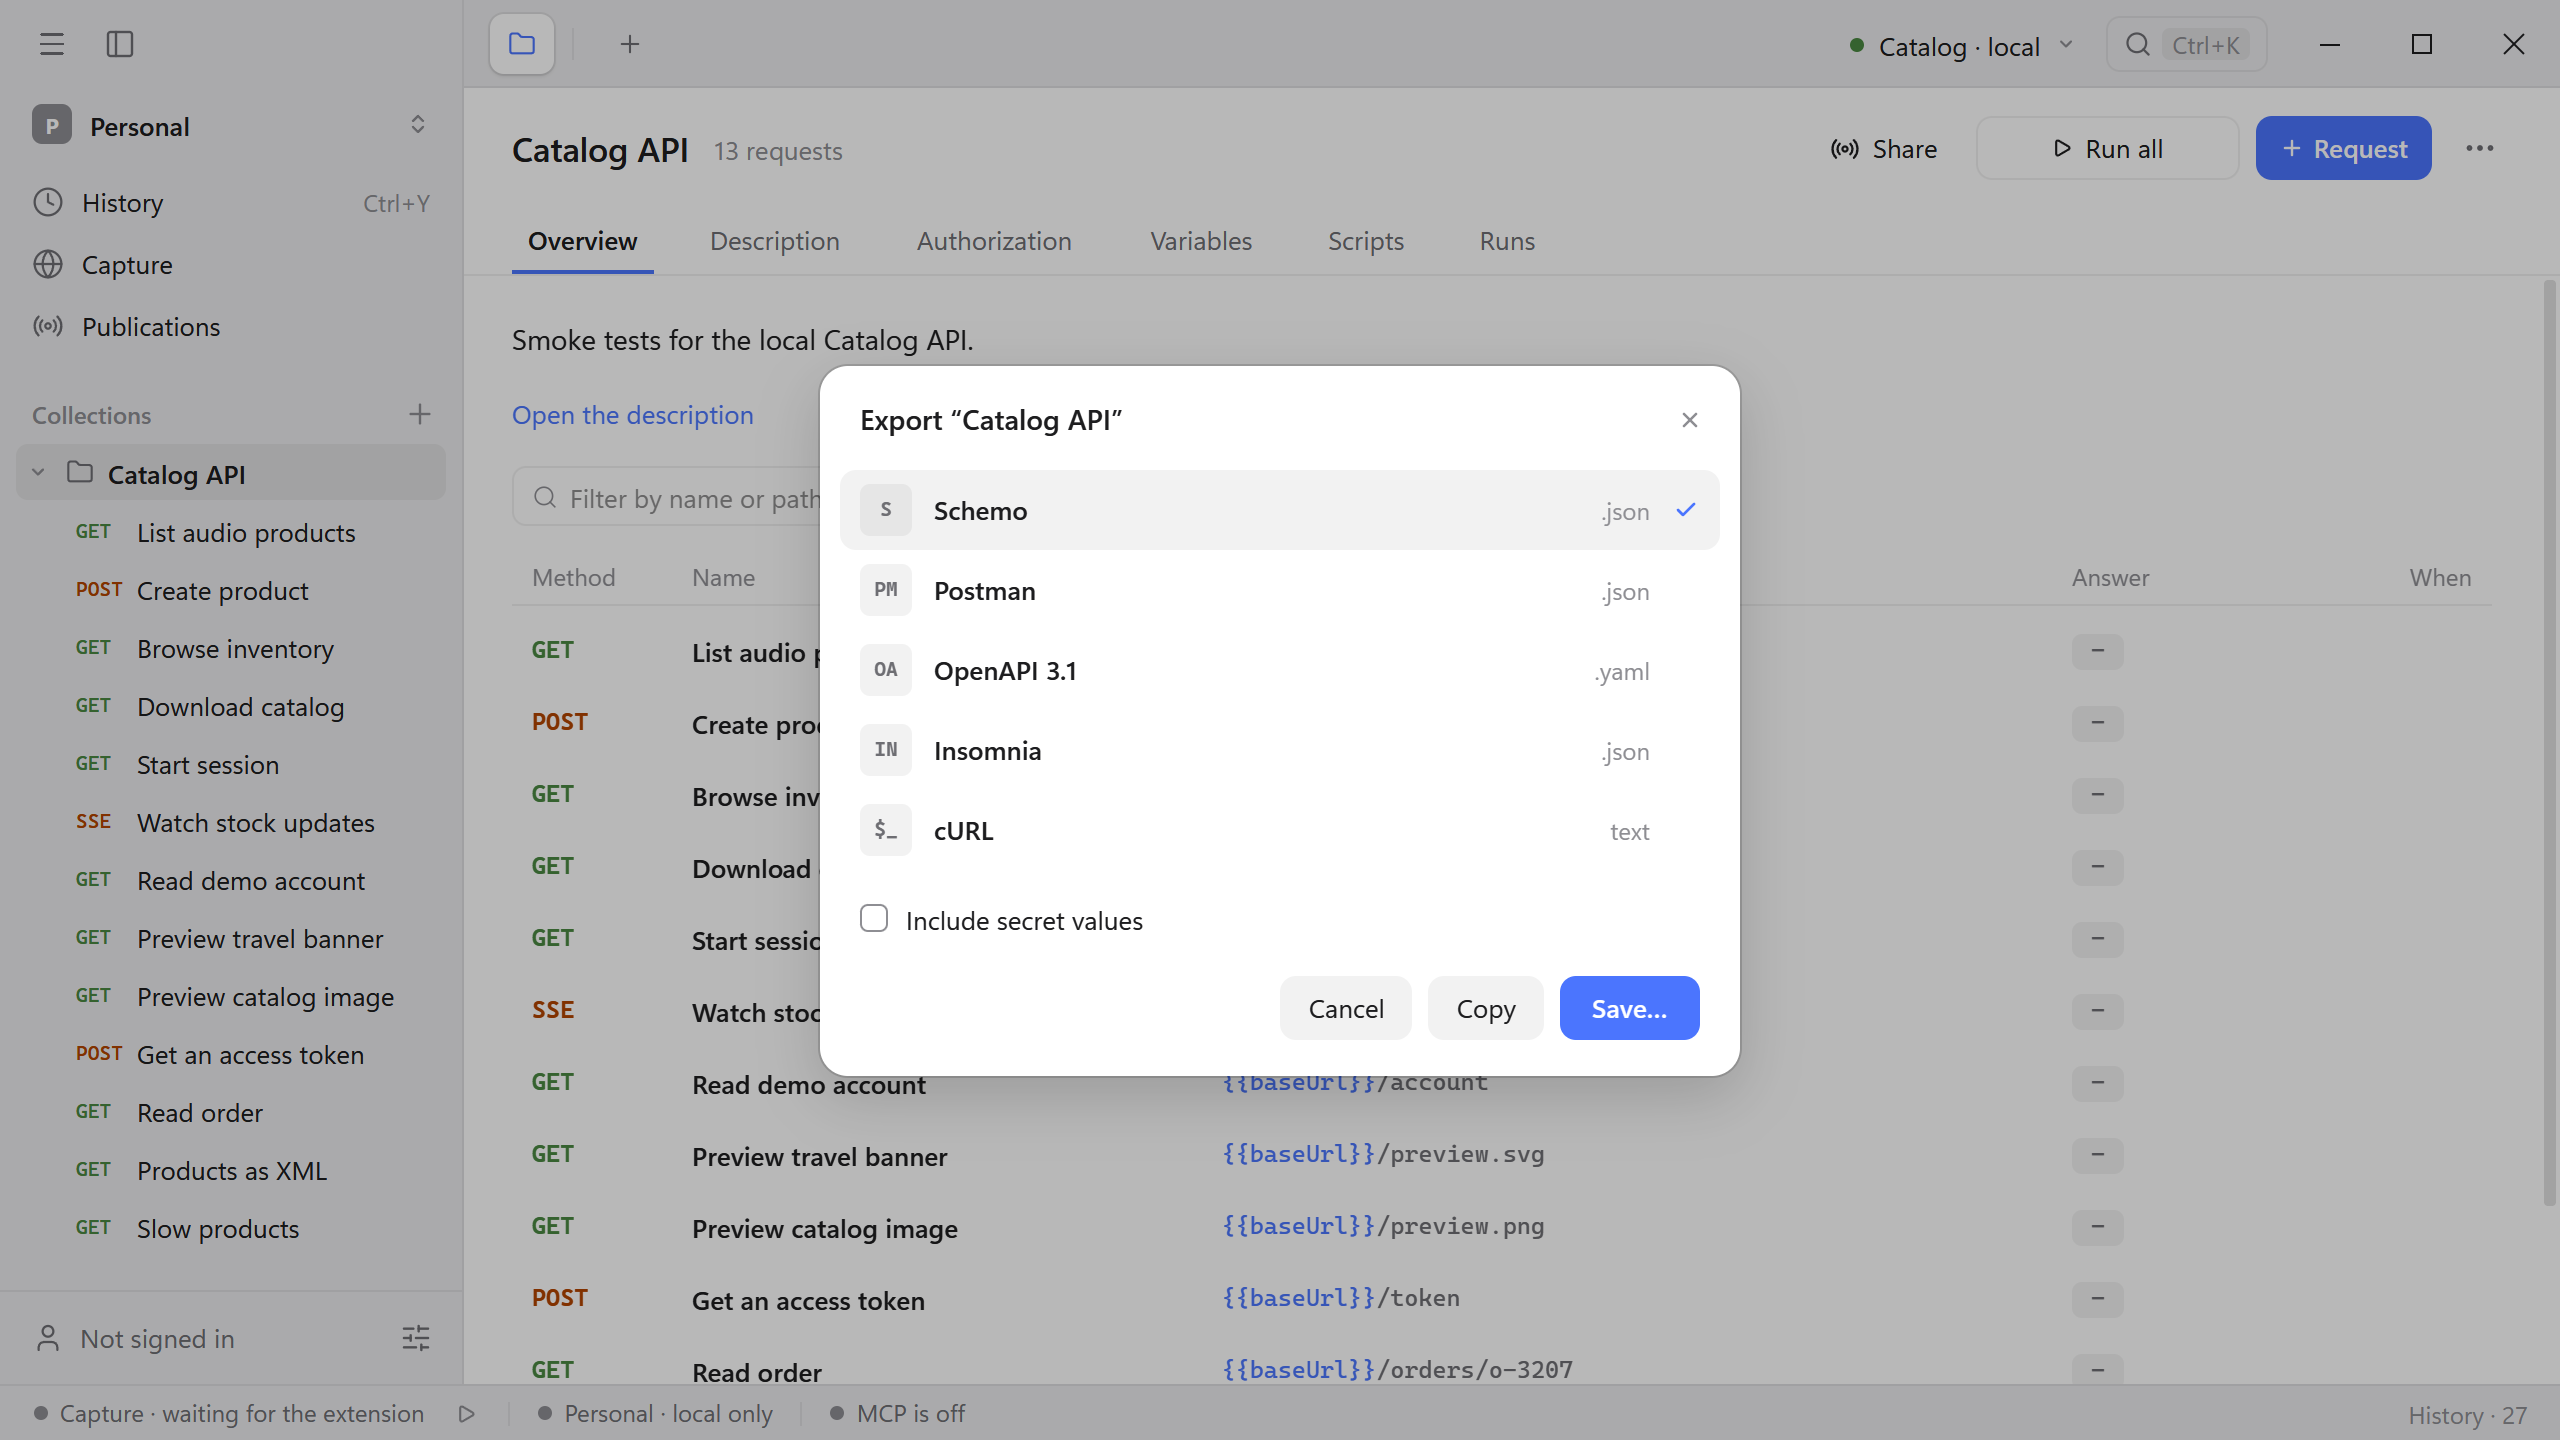 Catalog · local
Ctrl+K
P Personal
History Ctrl+Y
Capture
Publications
Collections
Catalog API
GET List audio products
POST Create product
GET Browse inventory
GET Download catalog
GET Start session
SSE Watch stock updates
GET Read demo account
GET Preview travel banner
GET Preview catalog image
POST Get an access token
GET Read order
GET Products as XML
GET Slow products
Not signed in
Catalog API 13 requests
Share
Run all
Request
Overview Description Authorization Variables Scripts Runs
Smoke tests for the local Catalog API.
Open the description
Filter by name or path
Method Name Answer When
GET List audio –
POST Create –
GET Browse –
GET Download –
GET Start –
SSE Watch –
GET Read demo account {{baseUrl}}/account –
GET Preview travel banner {{baseUrl}}/preview.svg –
GET Preview catalog image {{baseUrl}}/preview.png –
POST Get an access token {{baseUrl}}/token –
GET Read order {{baseUrl}}/orders/o-3207 –
Export “Catalog API”
S Schemo .json
PM Postman .json
OA OpenAPI 3.1 .yaml
IN Insomnia .json
$_ cURL text
Include secret values
Cancel Copy Save...
Capture · waiting for the extension
Personal · local only
MCP is off
History · 27